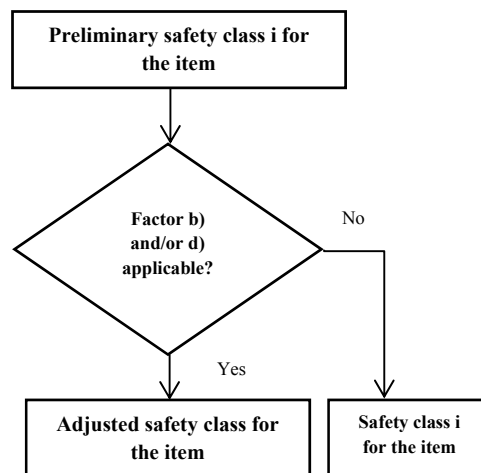 Preliminary safety class i for
the item
Factor b)
and/or d)
applicable?
No
Yes
Adjusted safety class for
the item
Safety class i
for the item